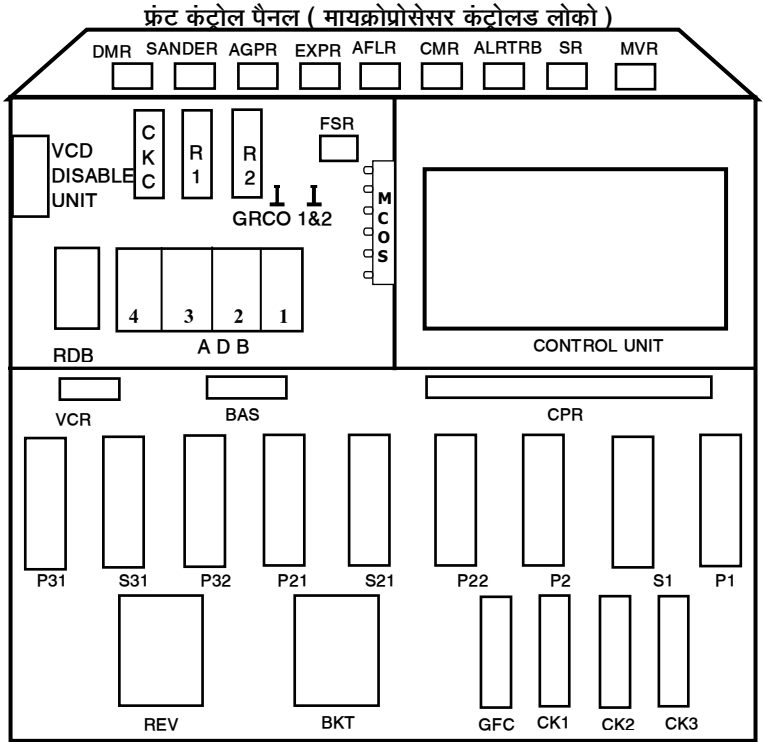 फ्रंट कंट्रोल पैनल ( मायक्रोप्रोसेसर कंट्रोलड लोको )
DMR SANDER AGPR EXPR AFLR CMR ALRTRB SR MVR
VCD
DISABLE
UNIT
C
K
C
R
1
R
2
FSR
GRCO 1&2
M
C
O
S
4 3 2 1
RDB
A D B
CONTROL UNIT
VCR BAS CPR
P31 S31 P32 P21 S21 P22 P2 S1 P1
REV BKT GFC CK1 CK2 CK3